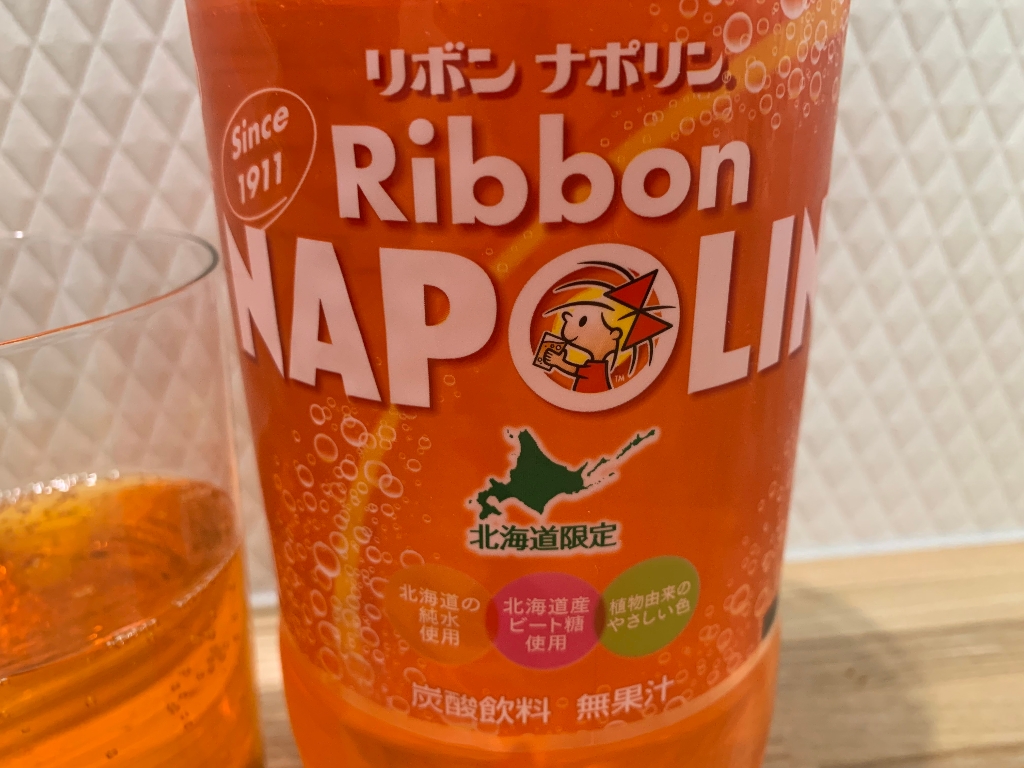 リボン ナポリン
Since
1911
Ribbon
NAPOLIN
TM
北海道限定
北海道の
純水
使用
北海道産
ビート糖
使用
植物由来の
やさしい色
炭酸飲料 無果汁